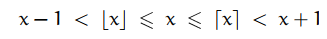 x − 1 < ⌊x⌋ ⩽ x ⩽ ⌈x⌉ < x + 1